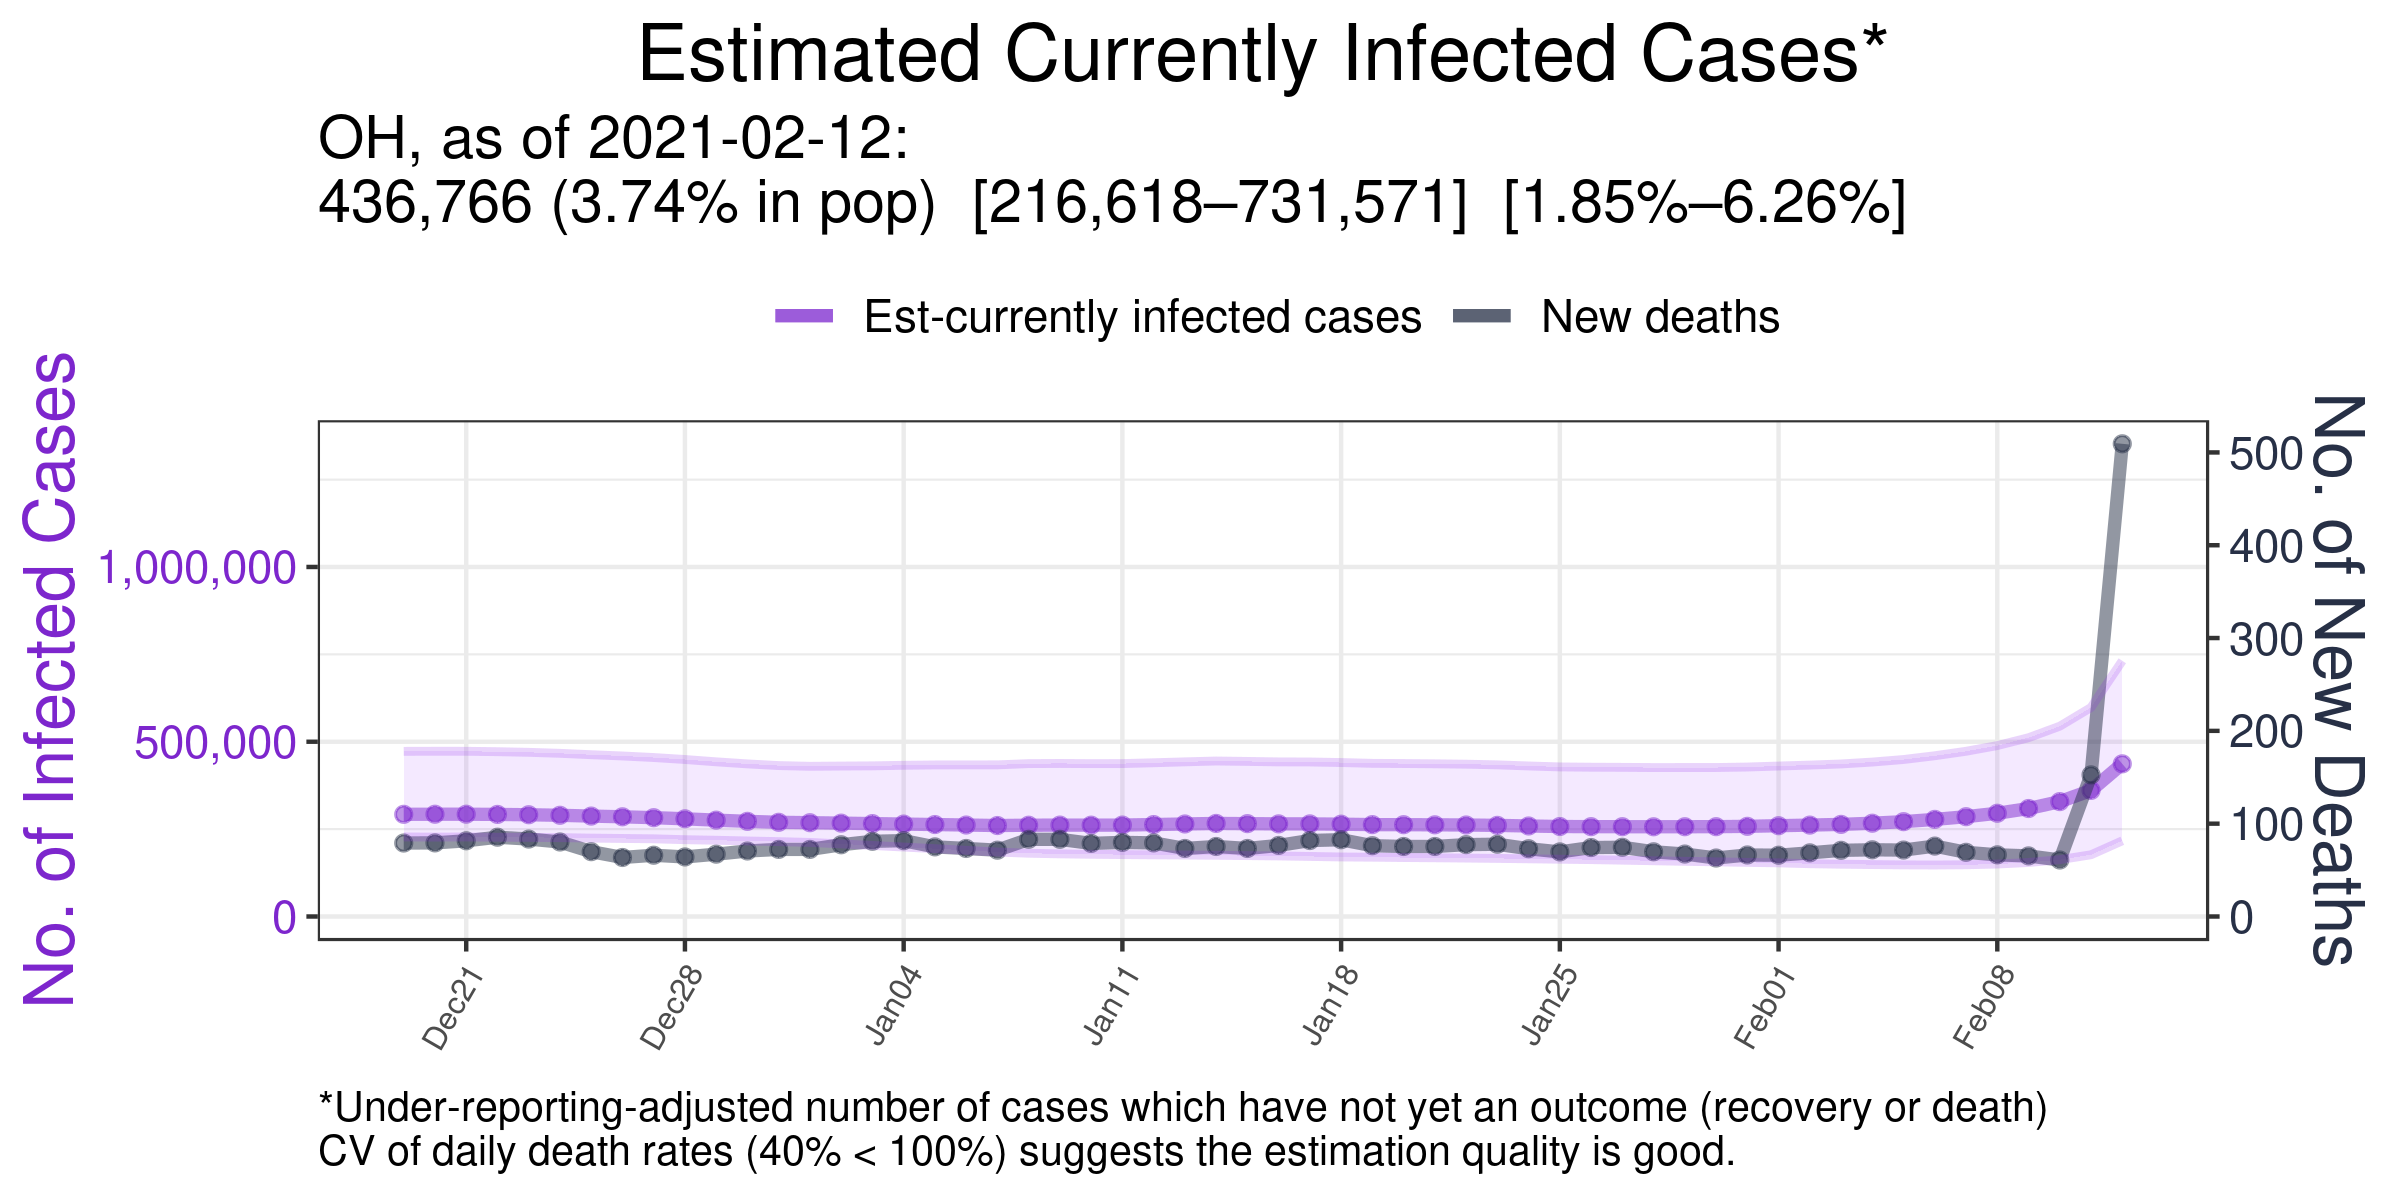 Estimated Currently Infected Cases*
OH, as of 2021-02-12:
436,766 (3.74% in pop)  [216,618–731,571]  [1.85%–6.26%]
Est-currently infected cases
New deaths
No. of Infected Cases
1,000,000
500,000
0
No. of New Deaths
500
400
300
200
100
0
Dec21
Dec28
Jan04
Jan11
Jan18
Jan25
Feb01
Feb08
*Under-reporting-adjusted number of cases which have not yet an outcome (recovery or death)
CV of daily death rates (40% < 100%) suggests the estimation quality is good.